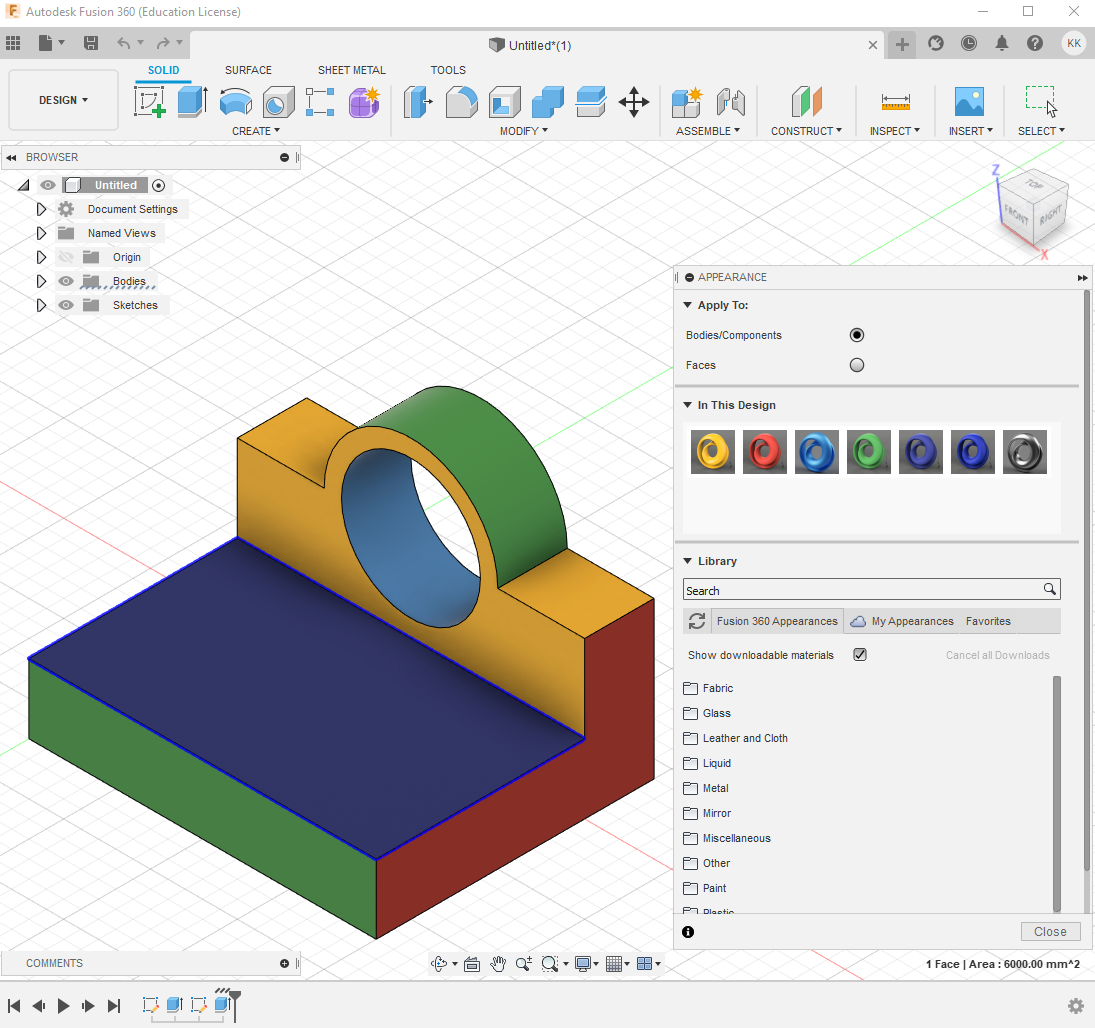 Autodesk Fusion 360 (Education License)
Untitled*(1)
KK
SOLID SURFACE SHEET METAL TOOLS
DESIGN
CREATE MODIFY ASSEMBLE CONSTRUCT INSPECT INSERT SELECT
BROWSER
Untitled
Document Settings
Named Views
Origin
Bodies
Sketches
Z
TOP
FRONT
RIGHT
X
APPEARANCE
Apply To:
Bodies/Components
Faces
In This Design
Library
Search
Fusion 360 Appearances My Appearances Favorites
Show downloadable materials Cancel all Downloads
Fabric
Glass
Leather and Cloth
Liquid
Metal
Mirror
Miscellaneous
Other
Paint
Plastic
Close
COMMENTS
1 Face | Area : 6000.00 mm^2